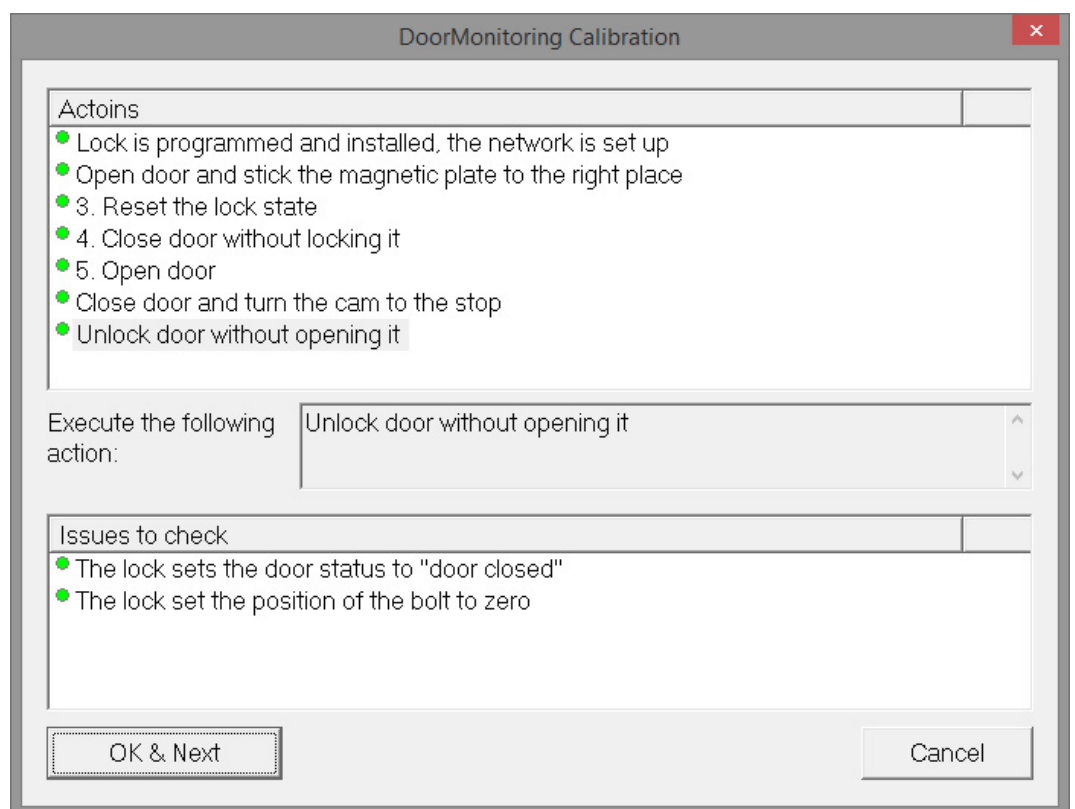 DoorMonitoring Calibration
Actoins
Lock is programmed and installed, the network is set up
Open door and stick the magnetic plate to the right place
3. Reset the lock state
4. Close door without locking it
5. Open door
Close door and turn the cam to the stop
Unlock door without opening it
Execute the following action:
Unlock door without opening it
Issues to check
The lock sets the door status to "door closed"
The lock set the position of the bolt to zero
OK & Next
Cancel